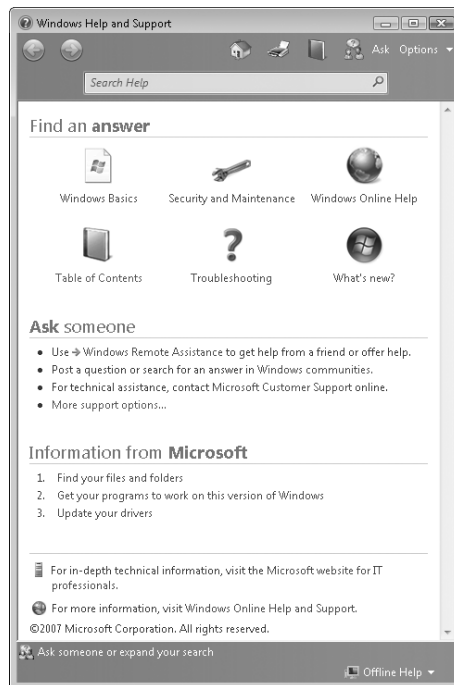 Windows Help and Support
Ask Options
Search Help
Find an answer
Windows Basics Security and Maintenance Windows Online Help
Table of Contents Troubleshooting What's new?
Ask someone
• Use → Windows Remote Assistance to get help from a friend or offer help.
• Post a question or search for an answer in Windows communities.
• For technical assistance, contact Microsoft Customer Support online.
• More support options...
Information from Microsoft
1. Find your files and folders
2. Get your programs to work on this version of Windows
3. Update your drivers
For in-depth technical information, visit the Microsoft website for IT
professionals.
For more information, visit Windows Online Help and Support.
©2007 Microsoft Corporation. All rights reserved.
Ask someone or expand your search
Offline Help